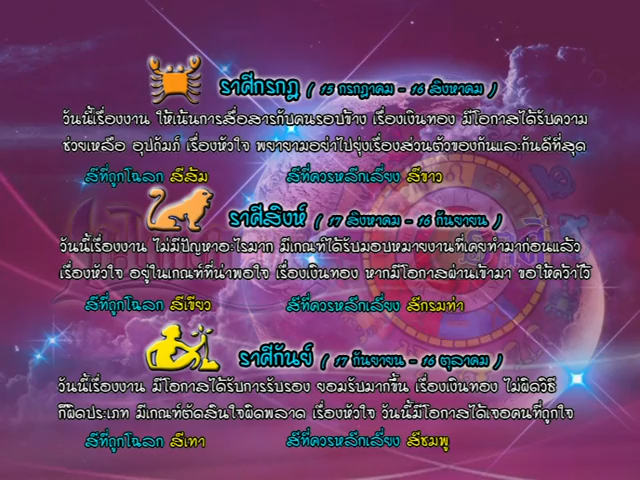 ราศีกรกฎ ( 15 กรกฎาคม - 16 สิงหาคม )
วันนี้เรื่องงาน ให้เน้นการสื่อสารกับคนรอบข้าง เรื่องเงินทอง มีโอกาสได้รับความ
ช่วยเหลือ อุปถัมภ์ เรื่องหัวใจ พยายามอย่าไปยุ่งเรื่องส่วนตัวของกันและกันดีที่สุด
สีที่ถูกโฉลก สีส้ม สีที่ควรหลีกเลี่ยง สีขาว
ราศีสิงห์ ( 17 สิงหาคม - 16 กันยายน )
วันนี้เรื่องงาน ไม่มีปัญหาอะไรมาก มีเกณฑ์ได้รับมอบหมายงานที่เคยทำมาก่อนแล้ว
เรื่องหัวใจ อยู่ในเกณฑ์ที่น่าพอใจ เรื่องเงินทอง หากมีโอกาสผ่านเข้ามา ขอให้คว้าไว้
สีที่ถูกโฉลก สีเขียว สีที่ควรหลีกเลี่ยง สีกรมท่า
ราศีกันย์ ( 17 กันยายน - 16 ตุลาคม )
วันนี้เรื่องงาน มีโอกาสได้รับการรับรอง ยอมรับมากขึ้น เรื่องเงินทอง ไม่ผิดวิธี
ก็ผิดประเภท มีเกณฑ์ตัดสินใจผิดพลาด เรื่องหัวใจ วันนี้มีโอกาสได้เจอคนที่ถูกใจ
สีที่ถูกโฉลก สีเทา สีที่ควรหลีกเลี่ยง สีชมพู